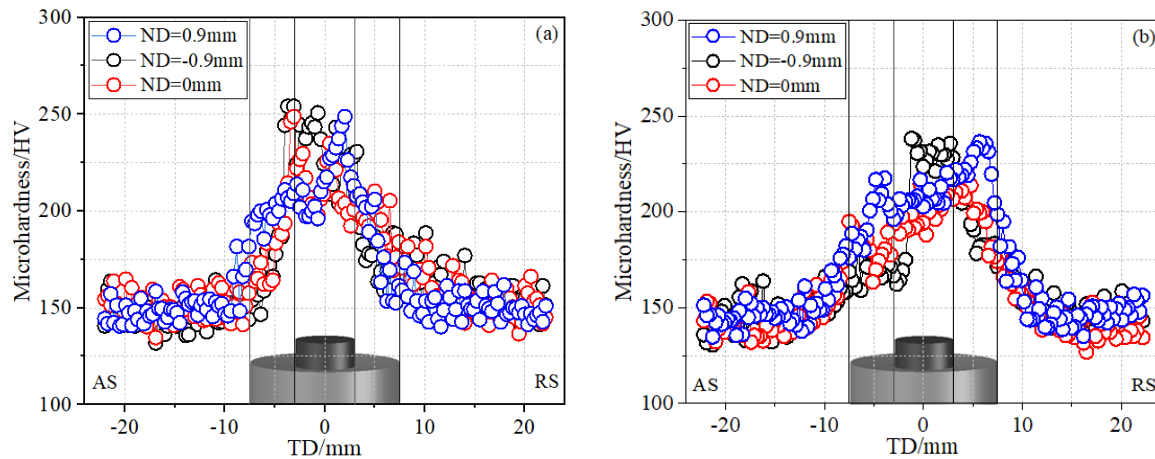 300
250
200
150
100
Microhardness/HV
ND=0.9mm
ND=-0.9mm
ND=0mm
(a)
AS
RS
-20
-10
0
10
20
TD/mm
300
250
200
150
100
Microhardness/HV
ND=0.9mm
ND=-0.9mm
ND=0mm
(b)
AS
RS
-20
-10
0
10
20
TD/mm